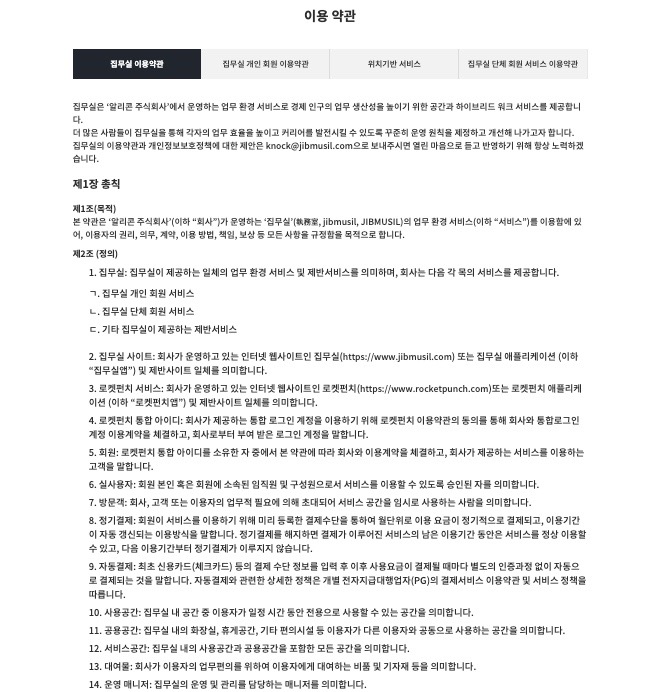 이용 약관
집무실 이용약관
집무실 개인 회원 이용약관
위치기반 서비스
집무실 단체 회원 서비스 이용약관
집무실은 ‘알리콘 주식회사’에서 운영하는 업무 환경 서비스로 경제 인구의 업무 생산성을 높이기 위한 공간과 하이브리드 워크 서비스를 제공합니
다.
더 많은 사람들이 집무실을 통해 각자의 업무 효율을 높이고 커리어를 발전시킬 수 있도록 꾸준히 운영 원칙을 제정하고 개선해 나가고자 합니다.
집무실의 이용약관과 개인정보보호정책에 대한 제안은 knock@jibmusil.com으로 보내주시면 열린 마음으로 듣고 반영하기 위해 항상 노력하겠
습니다.
제1장 총칙
제1조(목적)
본 약관은 ‘알리콘 주식회사’(이하 “회사”)가 운영하는 ‘집무실’(執務室, jibmusil, JIBMUSIL)의 업무 환경 서비스(이하 “서비스”)를 이용함에 있
어, 이용자의 권리, 의무, 계약, 이용 방법, 책임, 보상 등 모든 사항을 규정함을 목적으로 합니다.
제2조 (정의)
1. 집무실: 집무실이 제공하는 일체의 업무 환경 서비스 및 제반서비스를 의미하며, 회사는 다음 각 목의 서비스를 제공합니다.
ㄱ. 집무실 개인 회원 서비스
ㄴ. 집무실 단체 회원 서비스
ㄷ. 기타 집무실이 제공하는 제반서비스
2. 집무실 사이트: 회사가 운영하고 있는 인터넷 웹사이트인 집무실(https://www.jibmusil.com) 또는 집무실 애플리케이션 (이하
“집무실앱”) 및 제반사이트 일체를 의미합니다.
3. 로켓펀치 서비스: 회사가 운영하고 있는 인터넷 웹사이트인 로켓펀치(https://www.rocketpunch.com)또는 로켓펀치 애플리케
이션 (이하 “로켓펀치앱”) 및 제반사이트 일체를 의미합니다.
4. 로켓펀치 통합 아이디: 회사가 제공하는 통합 로그인 계정을 이용하기 위해 로켓펀치 이용약관의 동의를 통해 회사와 통합로그인
계정 이용계약을 체결하고, 회사로부터 부여 받은 로그인 계정을 말합니다.
5. 회원: 로켓펀치 통합 아이디를 소유한 자 중에서 본 약관에 따라 회사와 이용계약을 체결하고, 회사가 제공하는 서비스를 이용하는
고객을 말합니다.
6. 실사용자: 회원 본인 혹은 회원에 소속된 임직원 및 구성원으로서 서비스를 이용할 수 있도록 승인된 자를 의미합니다.
7. 방문객: 회사, 고객 또는 이용자의 업무적 필요에 의해 초대되어 서비스 공간을 임시로 사용하는 사람을 의미합니다.
8. 정기결제: 회원이 서비스를 이용하기 위해 미리 등록한 결제수단을 통하여 월단위로 이용 요금이 정기적으로 결제되고, 이용기간
이 자동 갱신되는 이용방식을 말합니다. 정기결제를 해지하면 결제가 이루어진 서비스의 남은 이용기간 동안은 서비스를 정상 이용할
수 있고, 다음 이용기간부터 정기결제가 이루지지 않습니다.
9. 자동결제: 최초 신용카드(체크카드) 등의 결제 수단 정보를 입력 후 이후 사용요금이 결제될 때마다 별도의 인증과정 없이 자동으
로 결제되는 것을 말합니다. 자동결제와 관련한 상세한 정책은 개별 전자지급대행업자(PG)의 결제서비스 이용약관 및 서비스 정책을
따릅니다.
10. 사용공간: 집무실 내 공간 중 이용자가 일정 시간 동안 전용으로 사용할 수 있는 공간을 의미합니다.
11. 공용공간: 집무실 내의 화장실, 휴게공간, 기타 편의시설 등 이용자가 다른 이용자와 공동으로 사용하는 공간을 의미합니다.
12. 서비스공간: 집무실 내의 사용공간과 공용공간을 포함한 모든 공간을 의미합니다.
13. 대여물: 회사가 이용자의 업무편의를 위하여 이용자에게 대여하는 비품 및 기자재 등을 의미합니다.
14. 운영 매니저: 집무실의 운영 및 관리를 담당하는 매니저를 의미합니다.